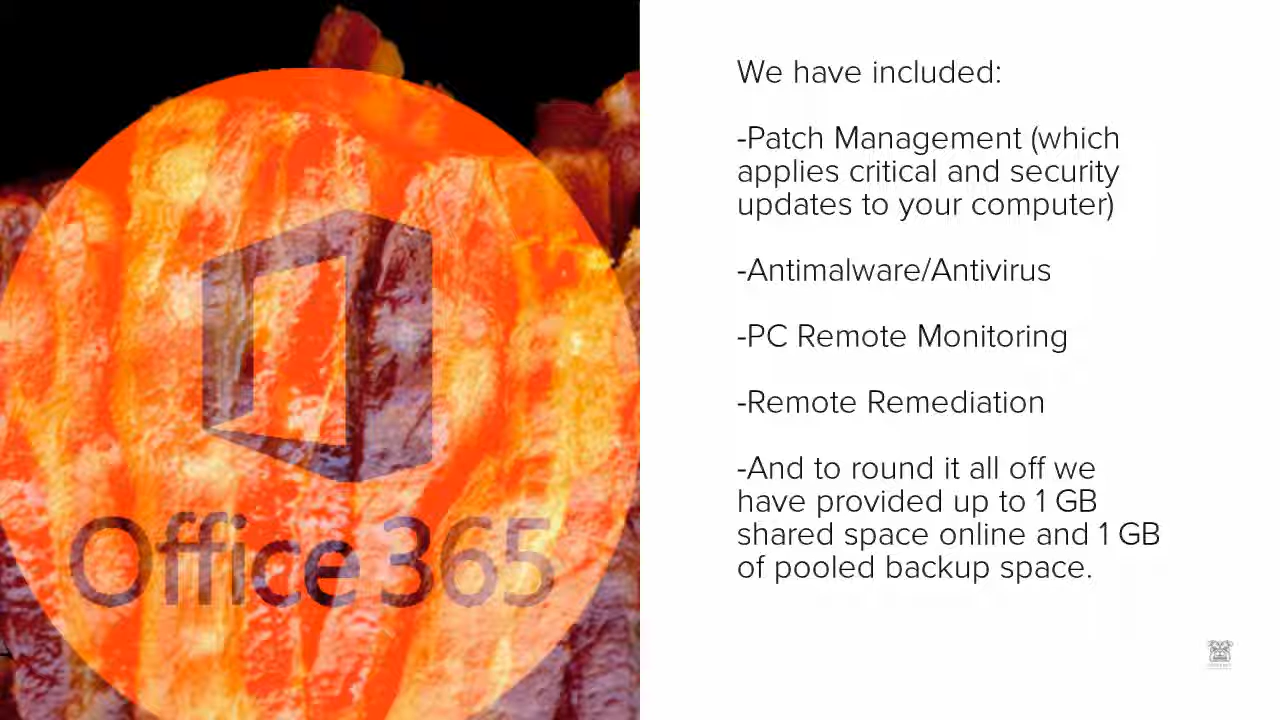 We have included:
-Patch Management (which
applies critical and security
updates to your computer)
-Antimalware/Antivirus
-PC Remote Monitoring
-Remote Remediation
-And to round it all off we
have provided up to 1 GB
shared space online and 1 GB
of pooled backup space.
Office 365